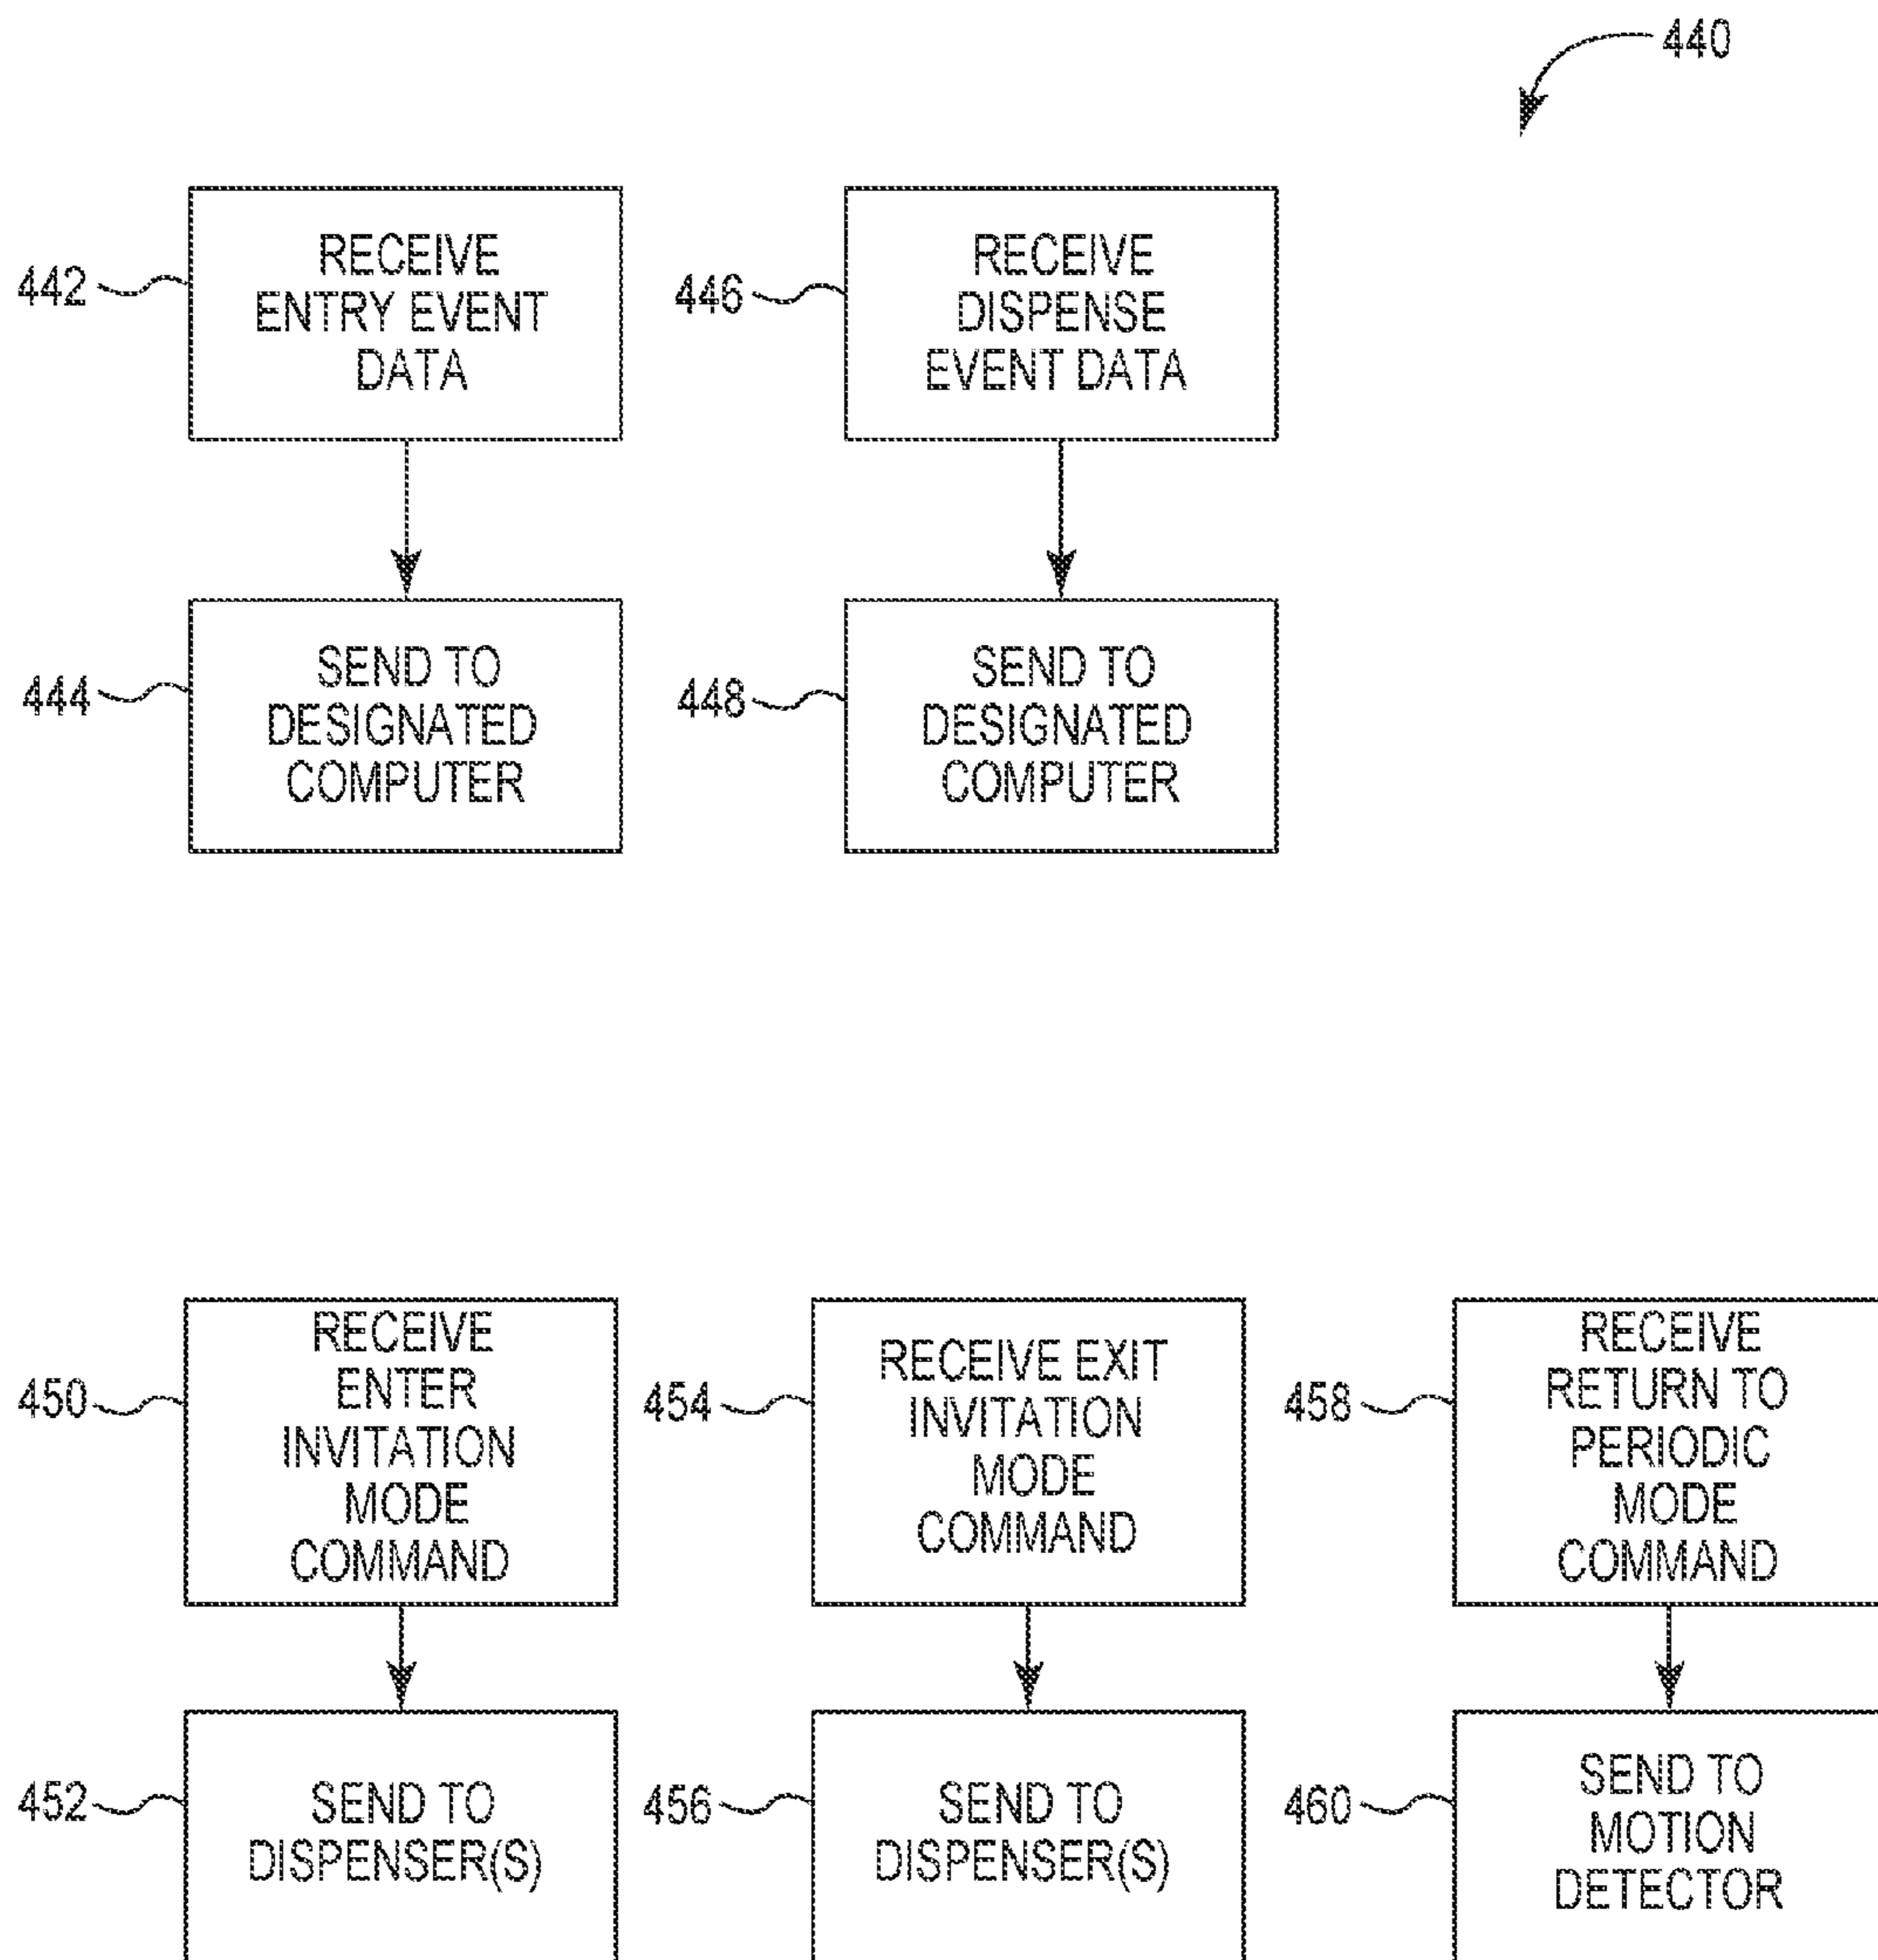 440
442
RECEIVE
ENTRY EVENT
DATA
446
RECEIVE
DISPENSE
EVENT DATA
444
SEND TO
DESIGNATED
COMPUTER
448
SEND TO
DESIGNATED
COMPUTER
450
RECEIVE
ENTER
INVITATION
MODE
COMMAND
454
RECEIVE EXIT
INVITATION
MODE
COMMAND
458
RECEIVE
RETURN TO
PERIODIC
MODE
COMMAND
452
SEND TO
DISPENSER(S)
456
SEND TO
DISPENSER(S)
460
SEND TO
MOTION
DETECTOR